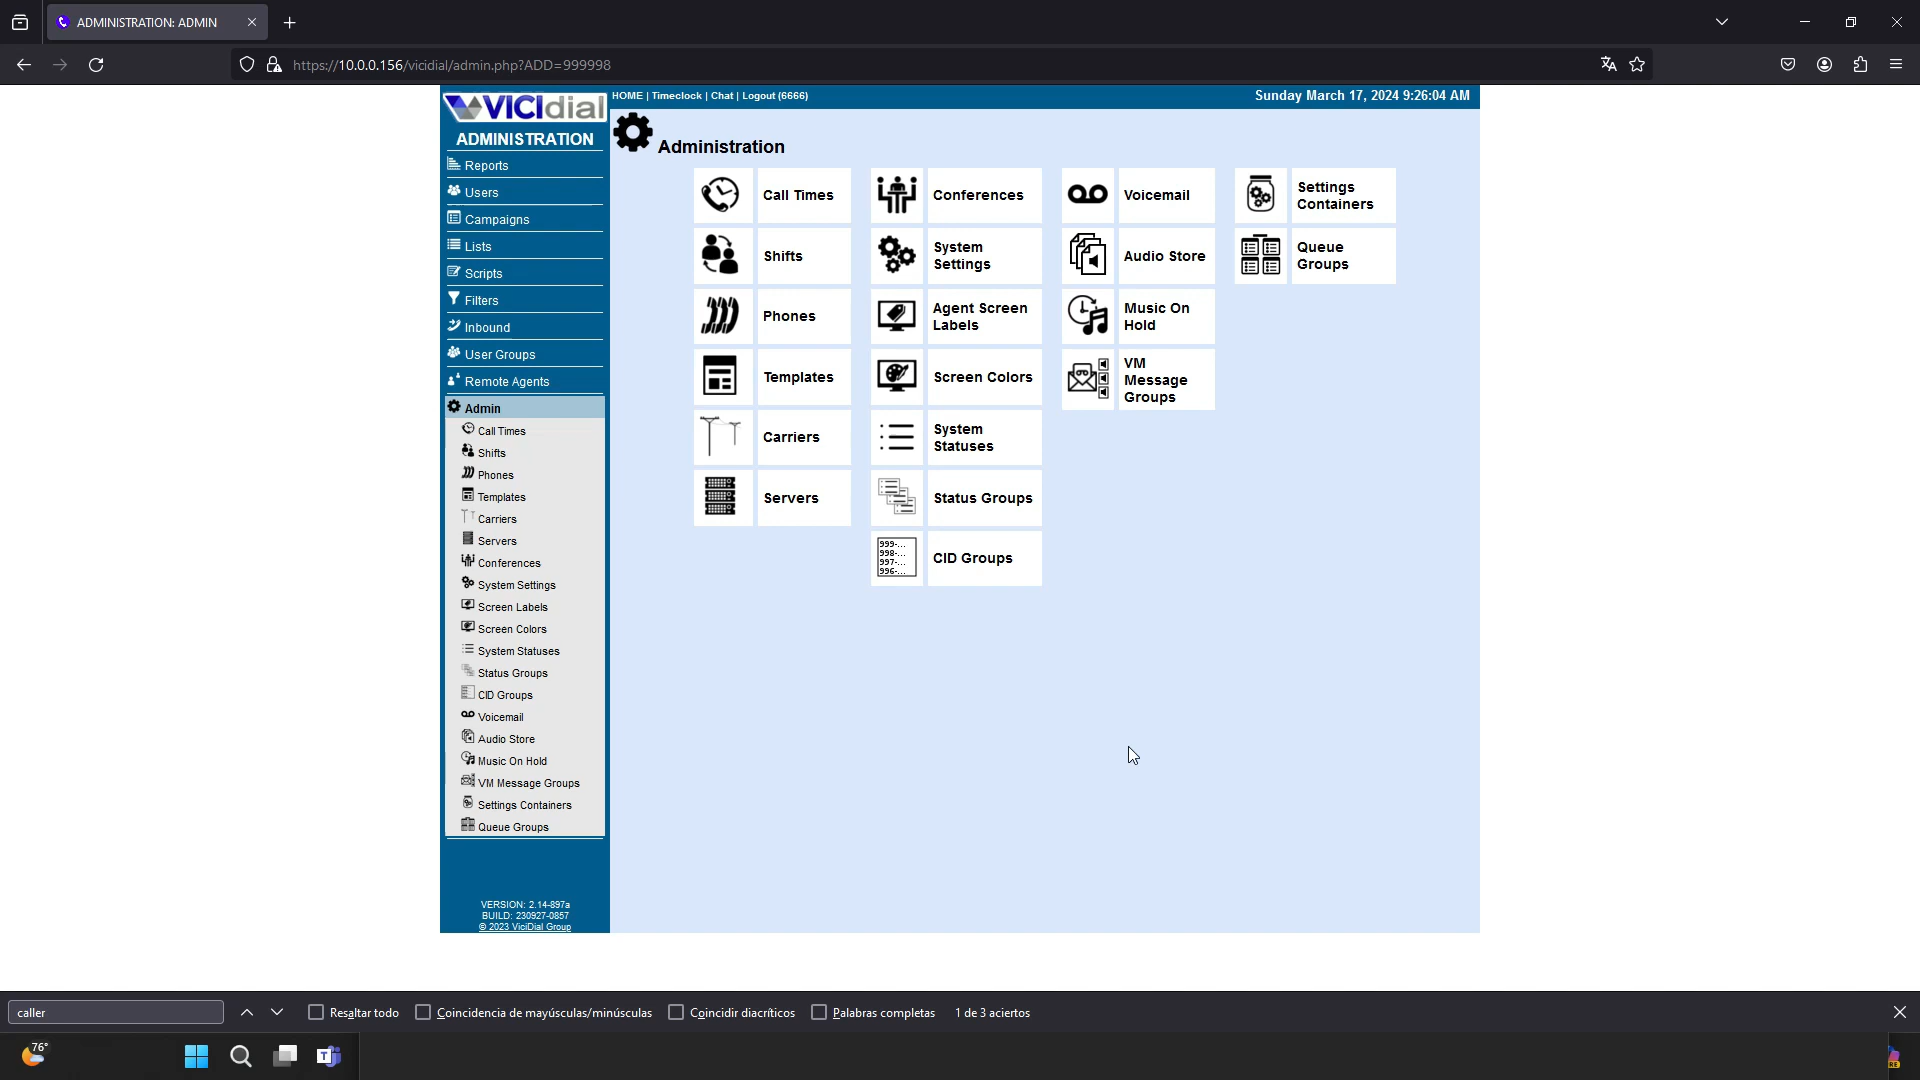 ADMINISTRATION: ADMIN
https://10.0.0.156/vicidial/admin.php?ADD=999998
VICIdial
HOME | Timeclock | Chat | Logout (6666)
Sunday March 17, 2024 9:26:04 AM
ADMINISTRATION
Reports
Users
Campaigns
Lists
Scripts
Filters
Inbound
User Groups
Remote Agents
Admin
Call Times
Shifts
Phones
Templates
Carriers
Servers
Conferences
System Settings
Screen Labels
Screen Colors
System Statuses
Status Groups
CID Groups
Voicemail
Audio Store
Music On Hold
VM Message Groups
Settings Containers
Queue Groups
VERSION: 2.14-897a
BUILD: 230927-0857
© 2023 ViciDial Group
Administration
Call Times
Shifts
Phones
Templates
Carriers
Servers
Conferences
System
Settings
Agent Screen
Labels
Screen Colors
System
Statuses
Status Groups
999-...
998-...
997-...
996-...
CID Groups
Voicemail
Audio Store
Music On
Hold
VM
Message
Groups
Settings
Containers
Queue
Groups
caller
Resaltar todo
Coincidencia de mayúsculas/minúsculas
Coincidir diacríticos
Palabras completas
1 de 3 aciertos
76°